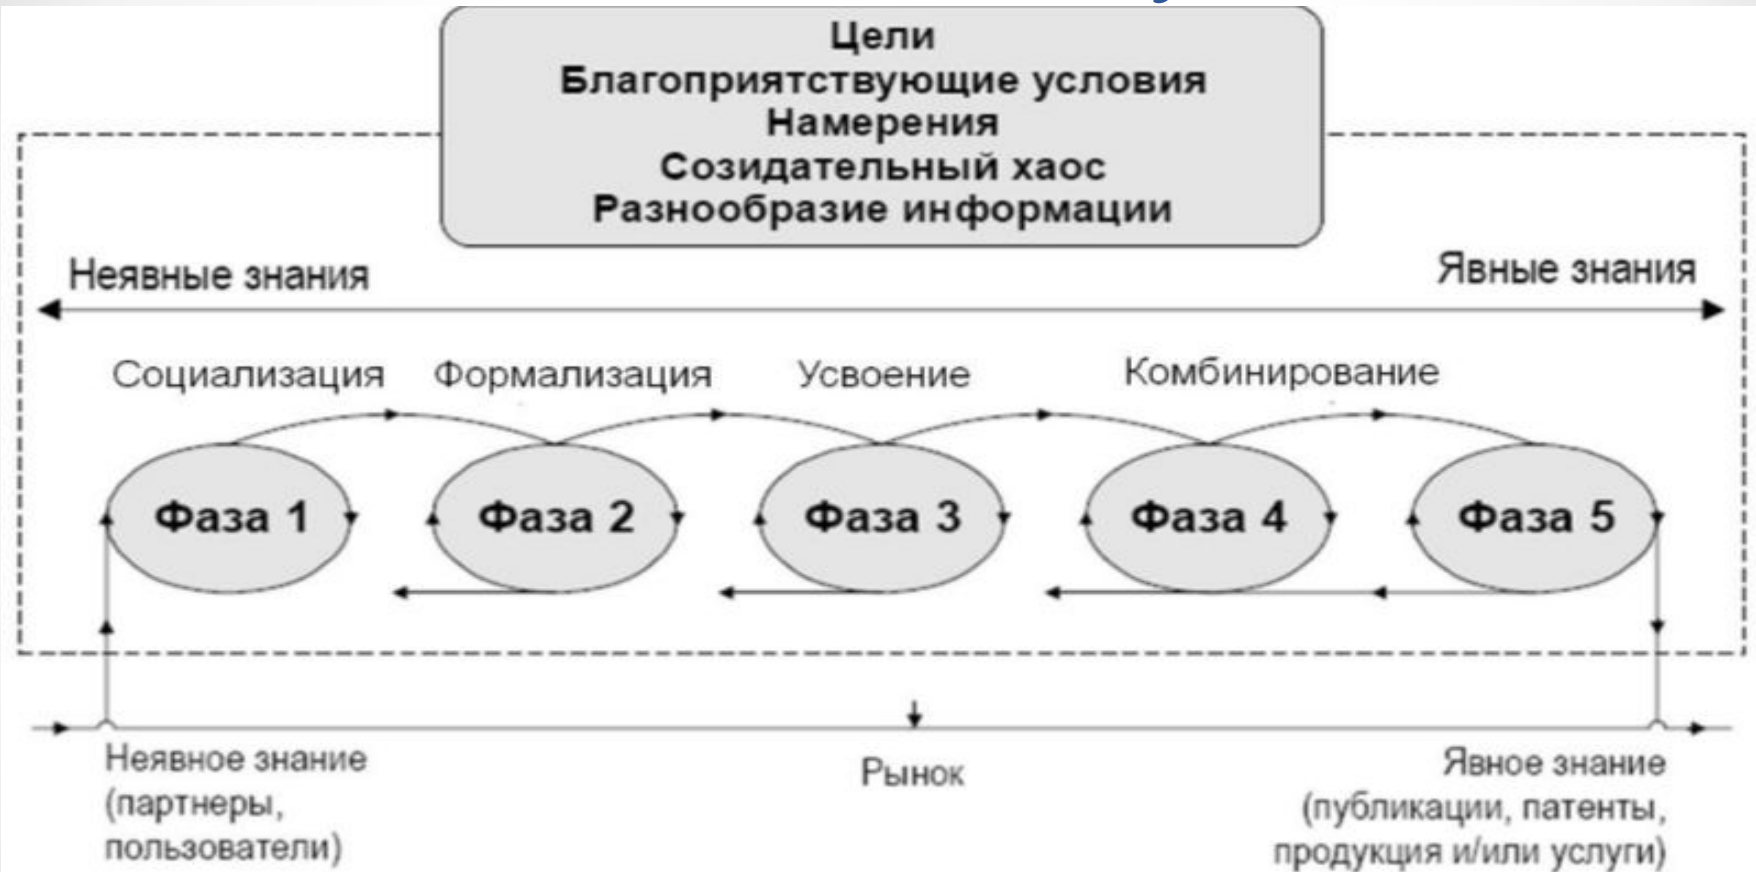 Цели
Благоприятствующие условия
Намерения
Созидательный хаос
Разнообразие информации
Неявные знания
Явные знания
Социализация
Формализация
Усвоение
Комбинирование
Фаза 1
Фаза 2
Фаза 3
Фаза 4
Фаза 5
Неявное знание
(партнеры,
пользователи)
Рынок
Явное знание
(публикации, патенты,
продукция и/или услуги)